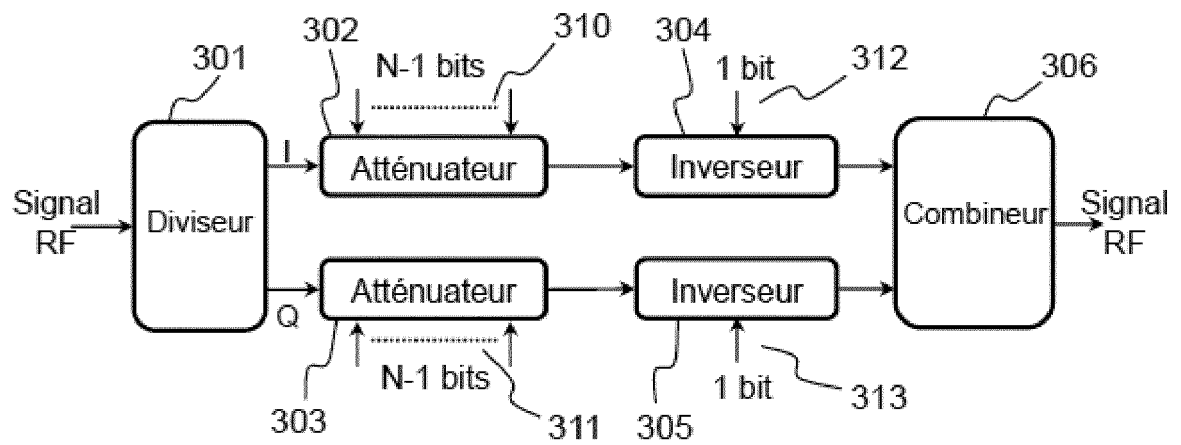 302
310
304
301
N-1 bits
1 bit
312
306
I
Atténuateur
Inverseur
Signal
RF
Diviseur
Combineur
Signal
RF
Atténuateur
Inverseur
Q
N-1 bits
1 bit
303
311
305
313